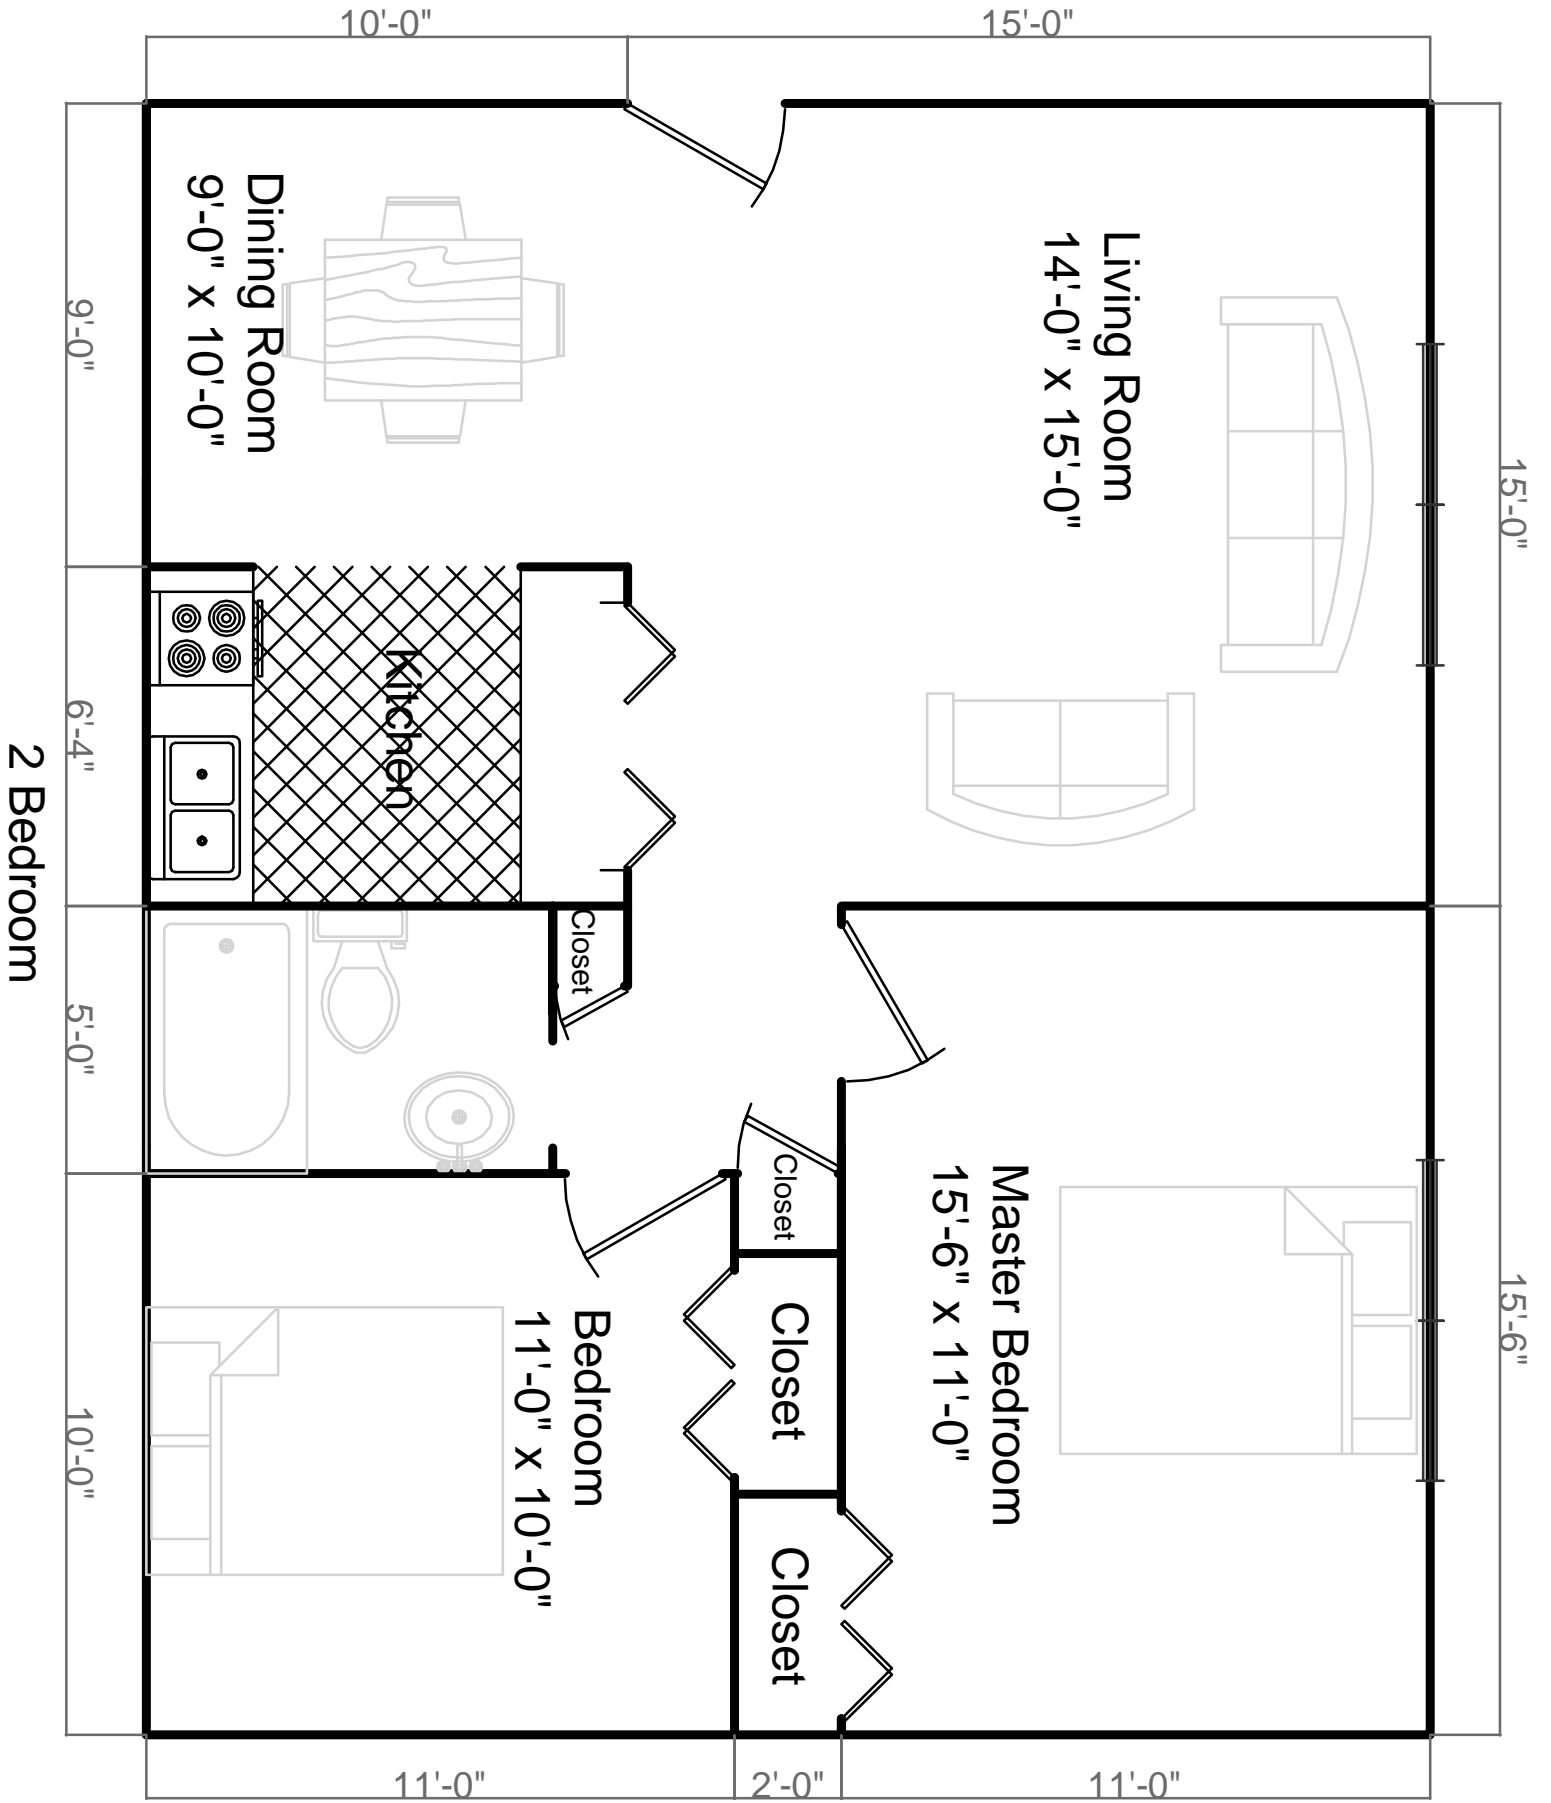 10'-0"
15'-0"
Living Room
14'-0" x 15'-0"
Dining Room
9'-0" x 10'-0"
9'-0"
15'-0"
Kitchen
6'-4"
2 Bedroom
Closet
5'-0"
Closet
Master Bedroom
15'-6" x 11'-0"
15'-6"
Bedroom
11'-0" x 10'-0"
Closet
10'-0"
Closet
11'-0"
2'-0"
11'-0"